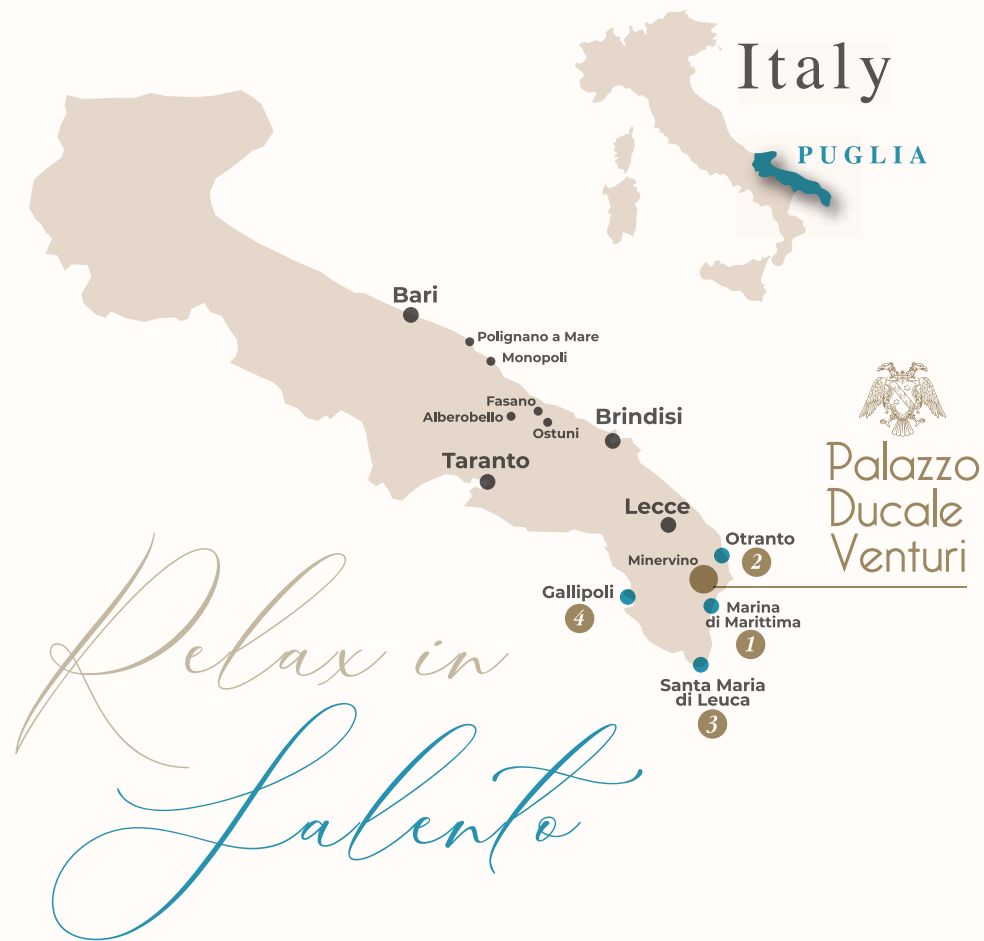 Italy
PUGLIA
Bari
Polignano a Mare
Monopoli
Fasano
Alberobello
Ostuni
Brindisi
Taranto
Lecce
Otranto
2
Minervino
Palazzo
Ducale
Venturi
Gallipoli
4
Marina
di Marittima
1
Santa Maria
di Leuca
3
Relax in
Salento